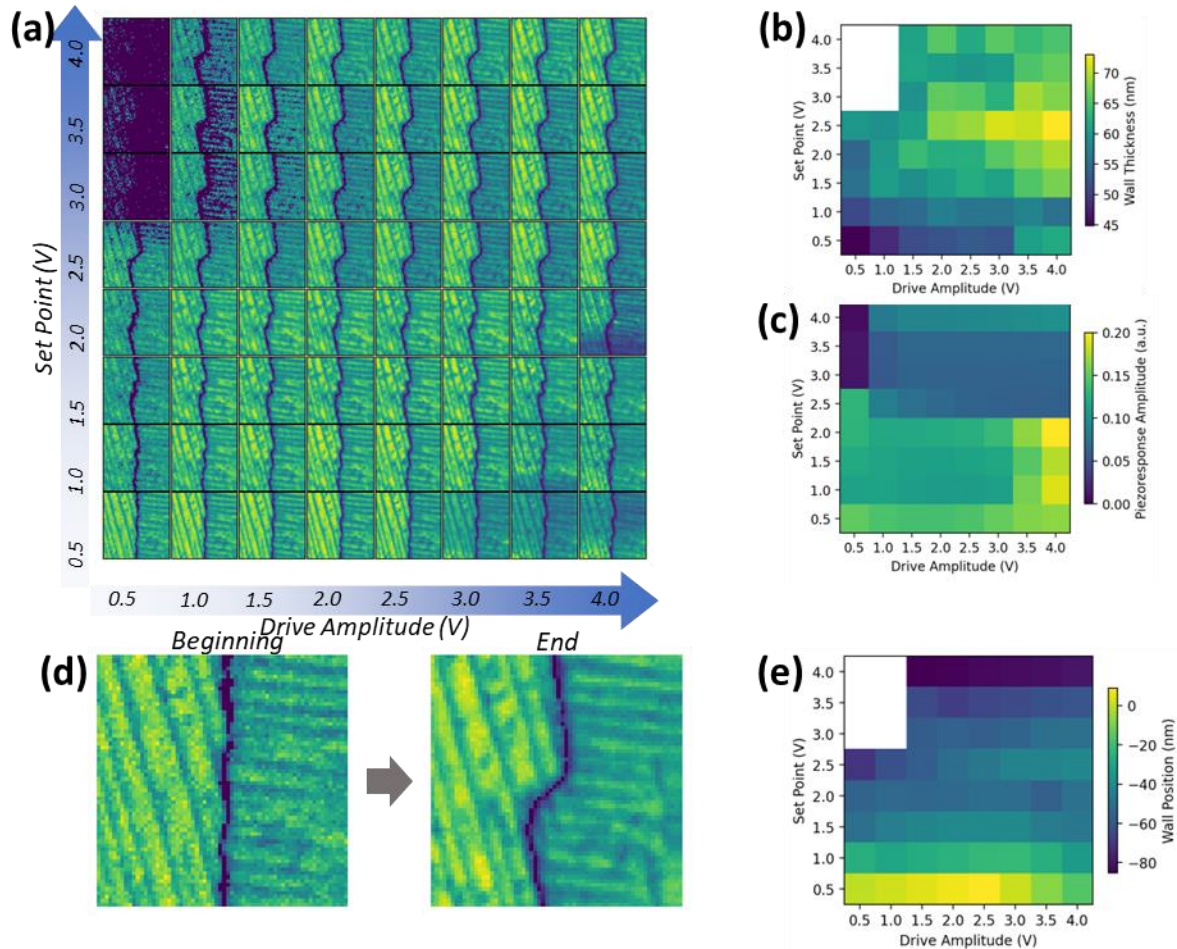 (a)
Set Point (V)
4.0
3.5
3.0
2.5
2.0
1.5
1.0
0.5
0.5 1.0 1.5 2.0 2.5 3.0 3.5 4.0
Drive Amplitude (V)
(b)
Set Point (V)
4.0
3.5
3.0
2.5
2.0
1.5
1.0
0.5
0.5 1.0 1.5 2.0 2.5 3.0 3.5 4.0
Drive Amplitude (V)
70
65
60
55
50
45
Wall Thickness (nm)
(c)
Set Point (V)
4.0
3.5
3.0
2.5
2.0
1.5
1.0
0.5
0.5 1.0 1.5 2.0 2.5 3.0 3.5 4.0
Drive Amplitude (V)
0.20
0.15
0.10
0.05
0.00
Piezoresponse Amplitude (a.u.)
(d)
Beginning
End
(e)
Set Point (V)
4.0
3.5
3.0
2.5
2.0
1.5
1.0
0.5
0.5 1.0 1.5 2.0 2.5 3.0 3.5 4.0
Drive Amplitude (V)
0
−20
−40
−60
−80
Wall Position (nm)